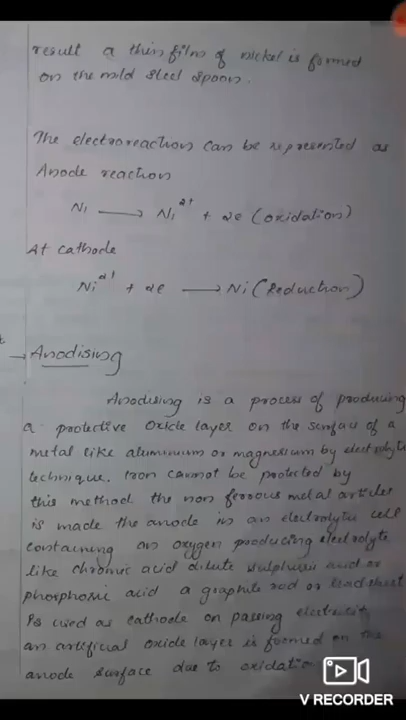 result a thin film of nickel is formed
on the mild steel spoon.
The electroreaction can be represented as
Anode reaction
Ni ⟶ Ni²⁺ + 2e (oxidation)
At cathode
Ni²⁺ + 2e ⟶ Ni (Reduction)
→ Anodising
Anodising is a process of producing
a protective oxide layer on the surface of a
metal like aluminium or magnesium by electrolytic
technique. Iron cannot be protected by
this method. the non ferrous metal articles
is made the anode in an electrolytic cell
containing an oxygen producing electrolyte
like chromic acid dilute sulphuric acid or
phosphoric acid a graphite rod or lead sheet
is used as cathode on passing electricity
an artificial oxide layer is formed on the
anode surface due to oxidation
V RECORDER